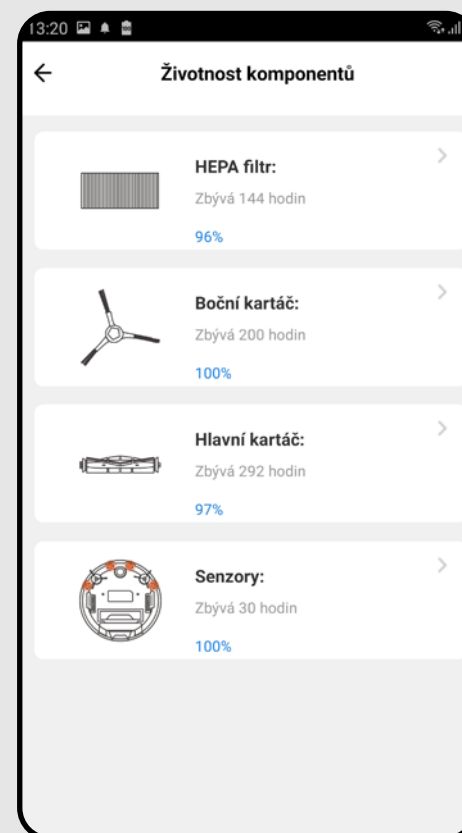 13:20
Životnost komponentů
HEPA filtr:
Zbývá 144 hodin
96%
Boční kartáč:
Zbývá 200 hodin
100%
Hlavní kartáč:
Zbývá 292 hodin
97%
Senzory:
Zbývá 30 hodin
100%